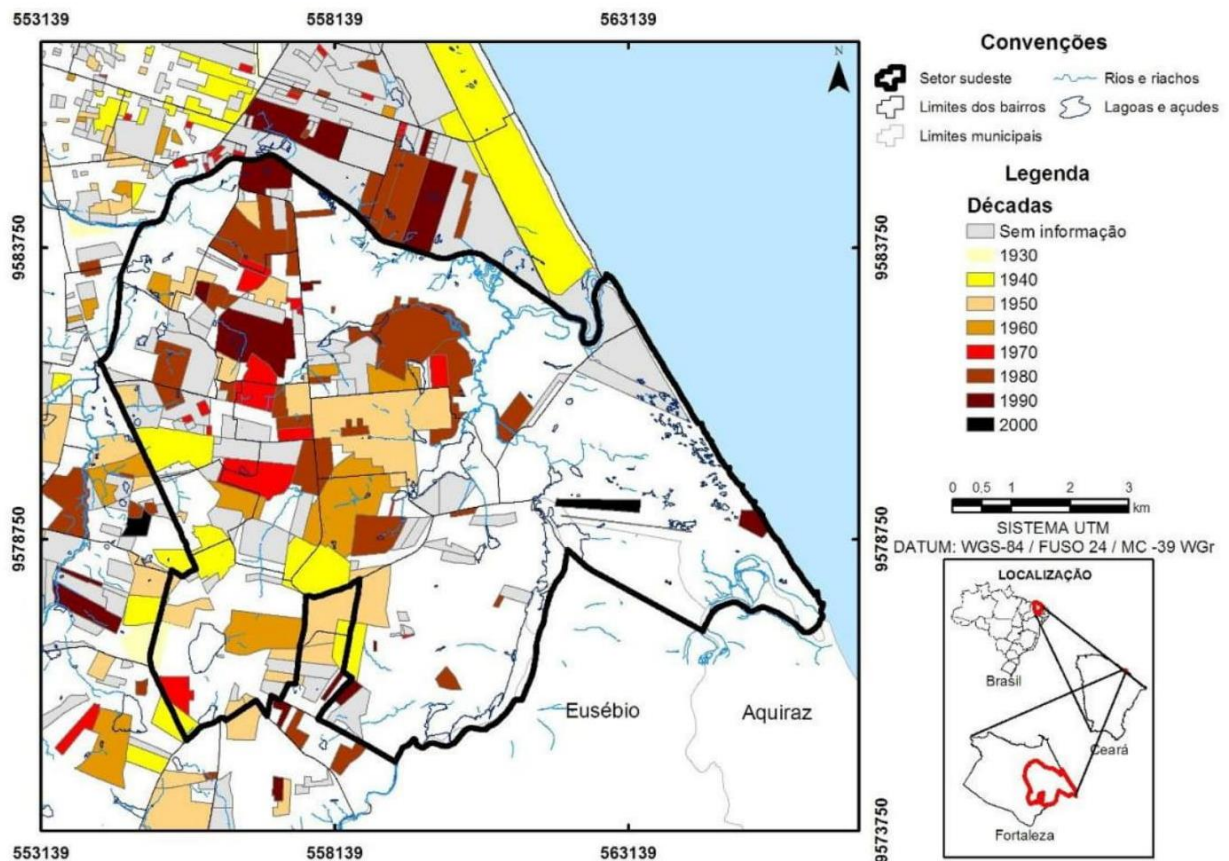 553139 558139 563139
Convenções
Setor sudeste
Rios e riachos
Limites dos bairros
Lagoas e açudes
Limites municipais
Legenda
Décadas
Sem informação
1930
1940
1950
1960
1970
1980
1990
2000
N
9583750 9583750
9578750 9578750
9573750
0 0.5 1 2 3
km
SISTEMA UTM
DATUM: WGS-84 / FUSO 24 / MC -39 WGr
LOCALIZAÇÃO
Brasil
Ceará
Fortaleza
Eusébio Aquiraz
553139 558139 563139